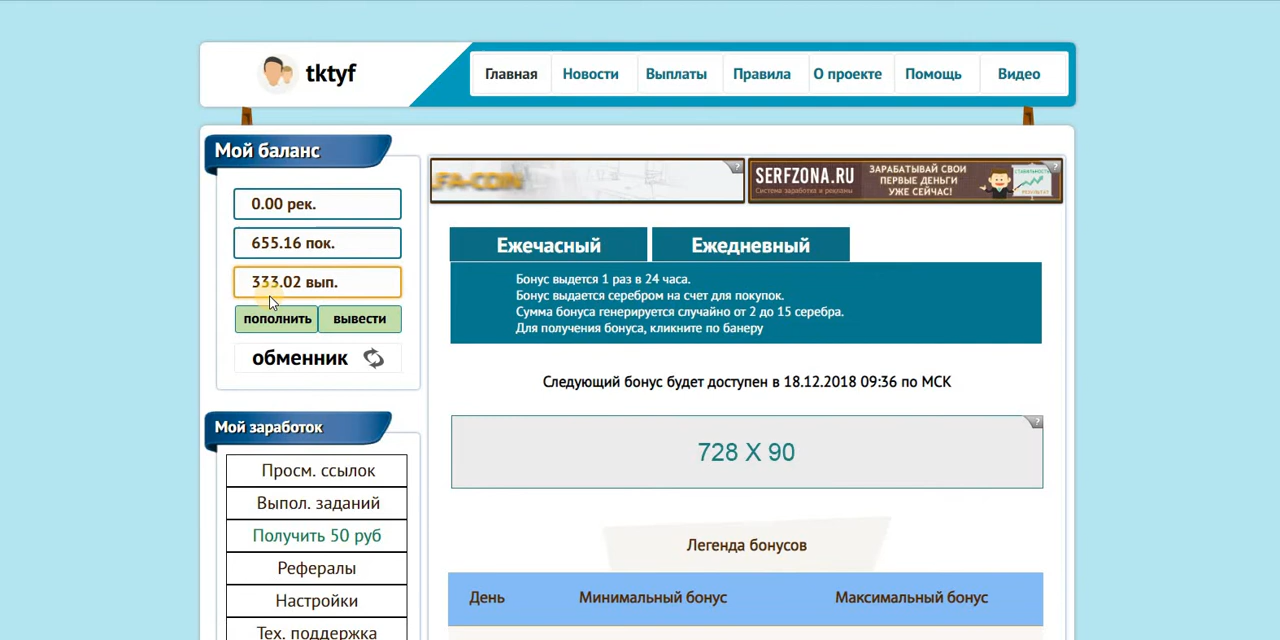 tktyf
Главная
Новости
Выплаты
Правила
О проекте
Помощь
Видео
Мой баланс
0.00 рек.
655.16 пок.
333.02 вып.
пополнить
вывести
обменник
Мой заработок
Просм. ссылок
Выпол. заданий
Получить 50 руб
Рефералы
Настройки
Тех. поддержка
FA-COIN
?
SERFZONA.RU
Система заработка и рекламы
ЗАРАБАТЫВАЙ СВОИ
ПЕРВЫЕ ДЕНЬГИ
УЖЕ СЕЙЧАС!
?
Ежечасный
Ежедневный
Бонус выдется 1 раз в 24 часа.
Бонус выдается серебром на счет для покупок.
Сумма бонуса генерируется случайно от 2 до 15 серебра.
Для получения бонуса, кликните по банеру
Следующий бонус будет доступен в 18.12.2018 09:36 по МСК
728 X 90
?
Легенда бонусов
День
Минимальный бонус
Максимальный бонус